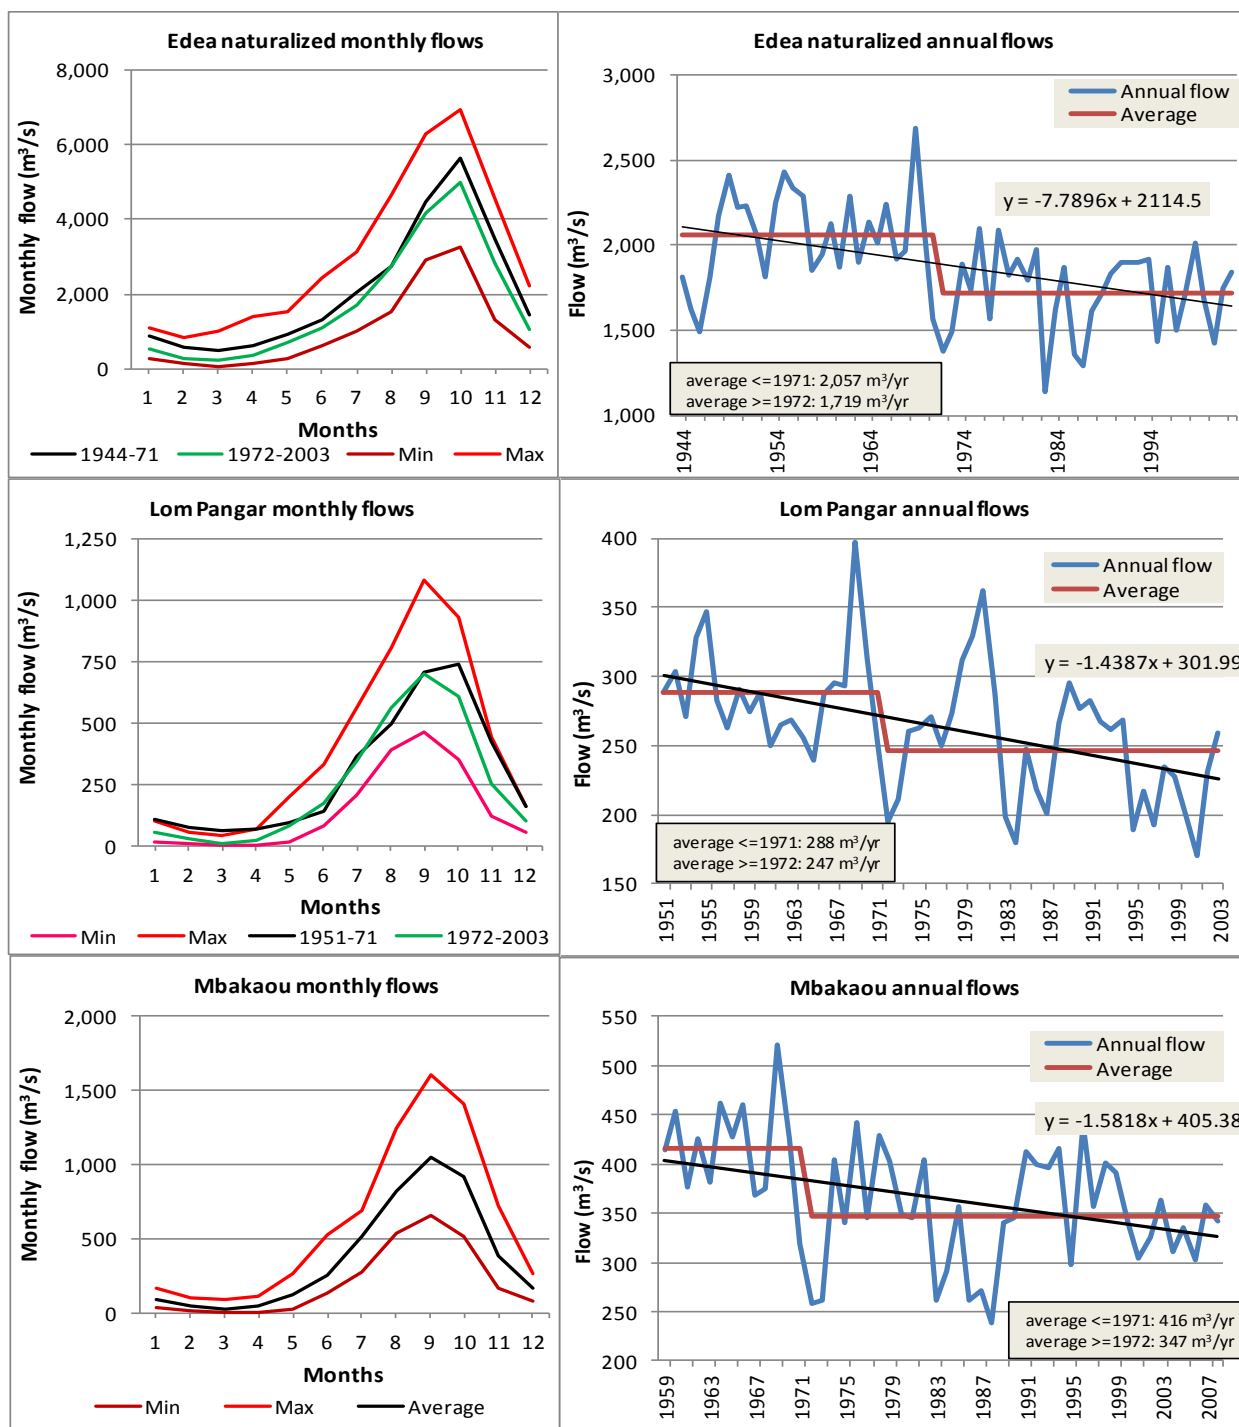 Edea naturalized monthly flows
8,000
6,000
4,000
2,000
0
Monthly flow (m³/s)
1 2 3 4 5 6 7 8 9 10 11 12
Months
1944-71 1972-2003 Min Max
Edea naturalized annual flows
3,000
2,500
2,000
1,500
1,000
Flow (m³/s)
Annual flow
Average
y = -7.7896x + 2114.5
average <=1971: 2,057 m³/yr
average >=1972: 1,719 m³/yr
1944 1954 1964 1974 1984 1994
Lom Pangar monthly flows
1,250
1,000
750
500
250
0
Monthly flow (m³/s)
1 2 3 4 5 6 7 8 9 10 11 12
Months
Min Max 1951-71 1972-2003
Lom Pangar annual flows
400
350
300
250
200
150
Flow (m³/s)
Annual flow
Average
y = -1.4387x + 301.99
average <=1971: 288 m³/yr
average >=1972: 247 m³/yr
1951 1955 1959 1963 1967 1971 1975 1979 1983 1987 1991 1995 1999 2003
Mbakaou monthly flows
2,000
1,500
1,000
500
0
Monthly flow (m³/s)
1 2 3 4 5 6 7 8 9 10 11 12
Months
Min Max Average
Mbakaou annual flows
550
500
450
400
350
300
250
200
Flow (m³/s)
Annual flow
Average
y = -1.5818x + 405.38
average <=1971: 416 m³/yr
average >=1972: 347 m³/yr
1959 1963 1967 1971 1975 1979 1983 1987 1991 1995 1999 2003 2007